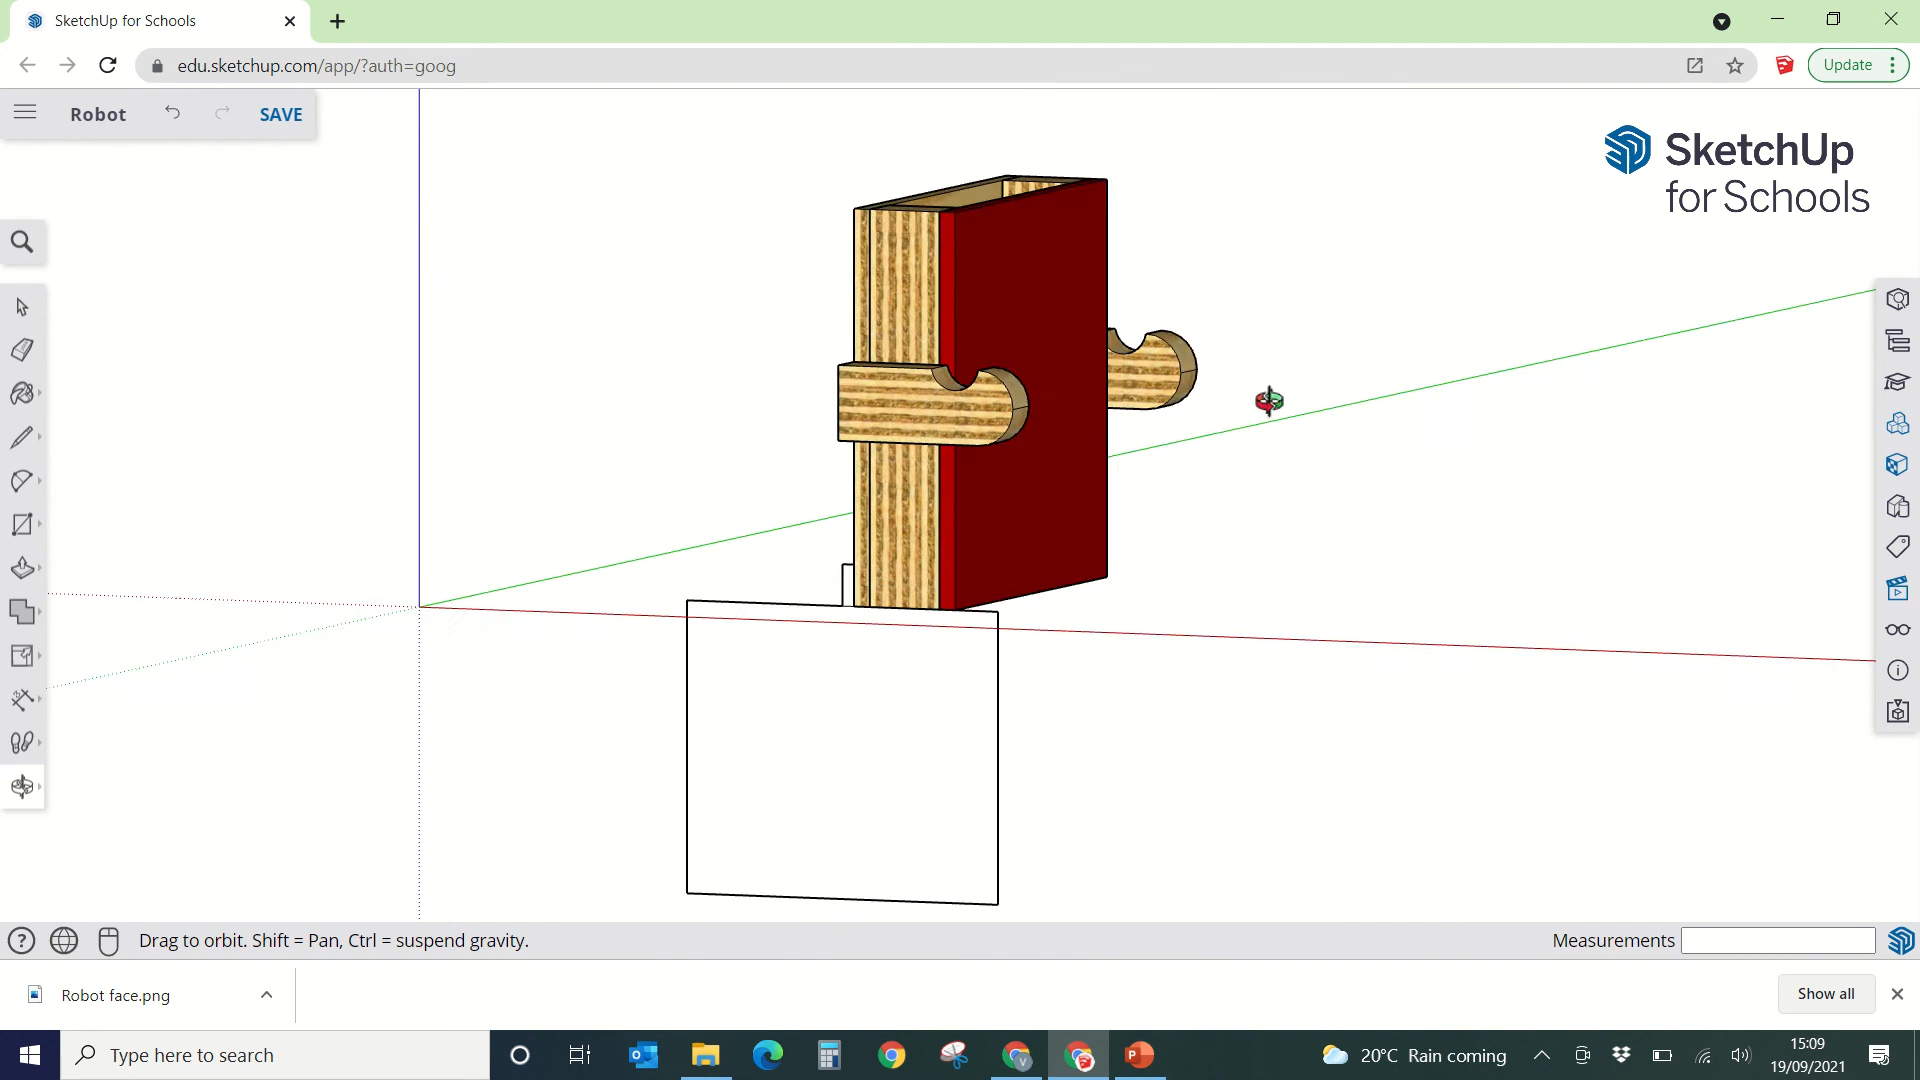 SketchUp for Schools
edu.sketchup.com/app/?auth=goog
Update
Robot
SAVE
SketchUp
for Schools
Drag to orbit. Shift = Pan, Ctrl = suspend gravity.
Measurements
Robot face.png
Show all
Type here to search
20°C Rain coming
15:09
19/09/2021